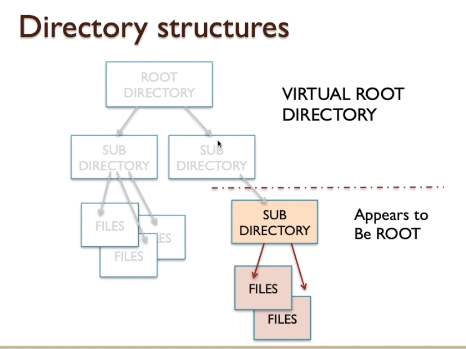 Directory structures
ROOT
DIRECTORY
VIRTUAL ROOT
DIRECTORY
SUB
DIRECTORY
SUB
DIRECTORY
FILES
FILES
SUB
DIRECTORY
Appears to
Be ROOT
FILES
FILES